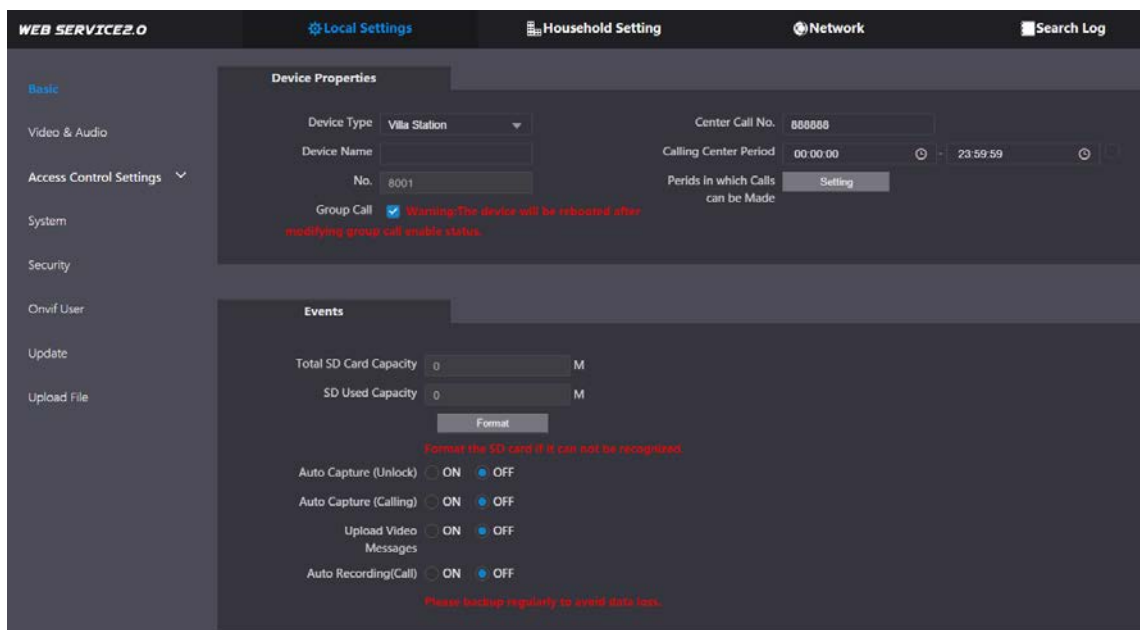 WEB SERVICE2.0
Local Settings
Household Setting
Network
Search Log
Basic
Video & Audio
Access Control Settings
System
Security
Onvif User
Update
Upload File
Device Properties
Device Type Villa Station
Device Name
No. 8001
Group Call Warning:The device will be rebooted after
modifying group call enable status.
Center Call No. 888888
Calling Center Period 00:00:00 - 23:59:59
Perids in which Calls Setting
can be Made
Events
Total SD Card Capacity 0 M
SD Used Capacity 0 M
Format
Format the SD card if it can not be recognized.
Auto Capture (Unlock) ON OFF
Auto Capture (Calling) ON OFF
Upload Video ON OFF
Messages
Auto Recording(Call) ON OFF
Please backup regularly to avoid data loss.